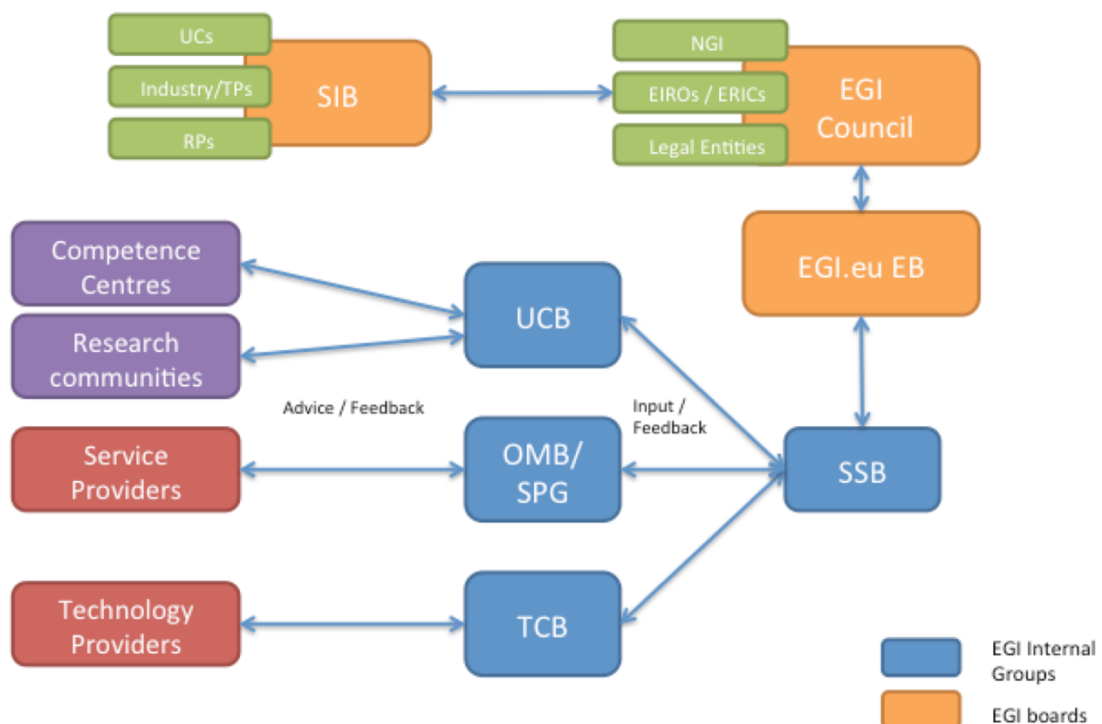 UCs
Industry/TPs
RPs
SIB
NGI
EIROs / ERICs
Legal Entities
EGI
Council
EGI.eu EB
Competence
Centres
Research
communities
UCB
Advice / Feedback
Input /
Feedback
Service
Providers
OMB/
SPG
SSB
Technology
Providers
TCB
EGI Internal
Groups
EGI boards